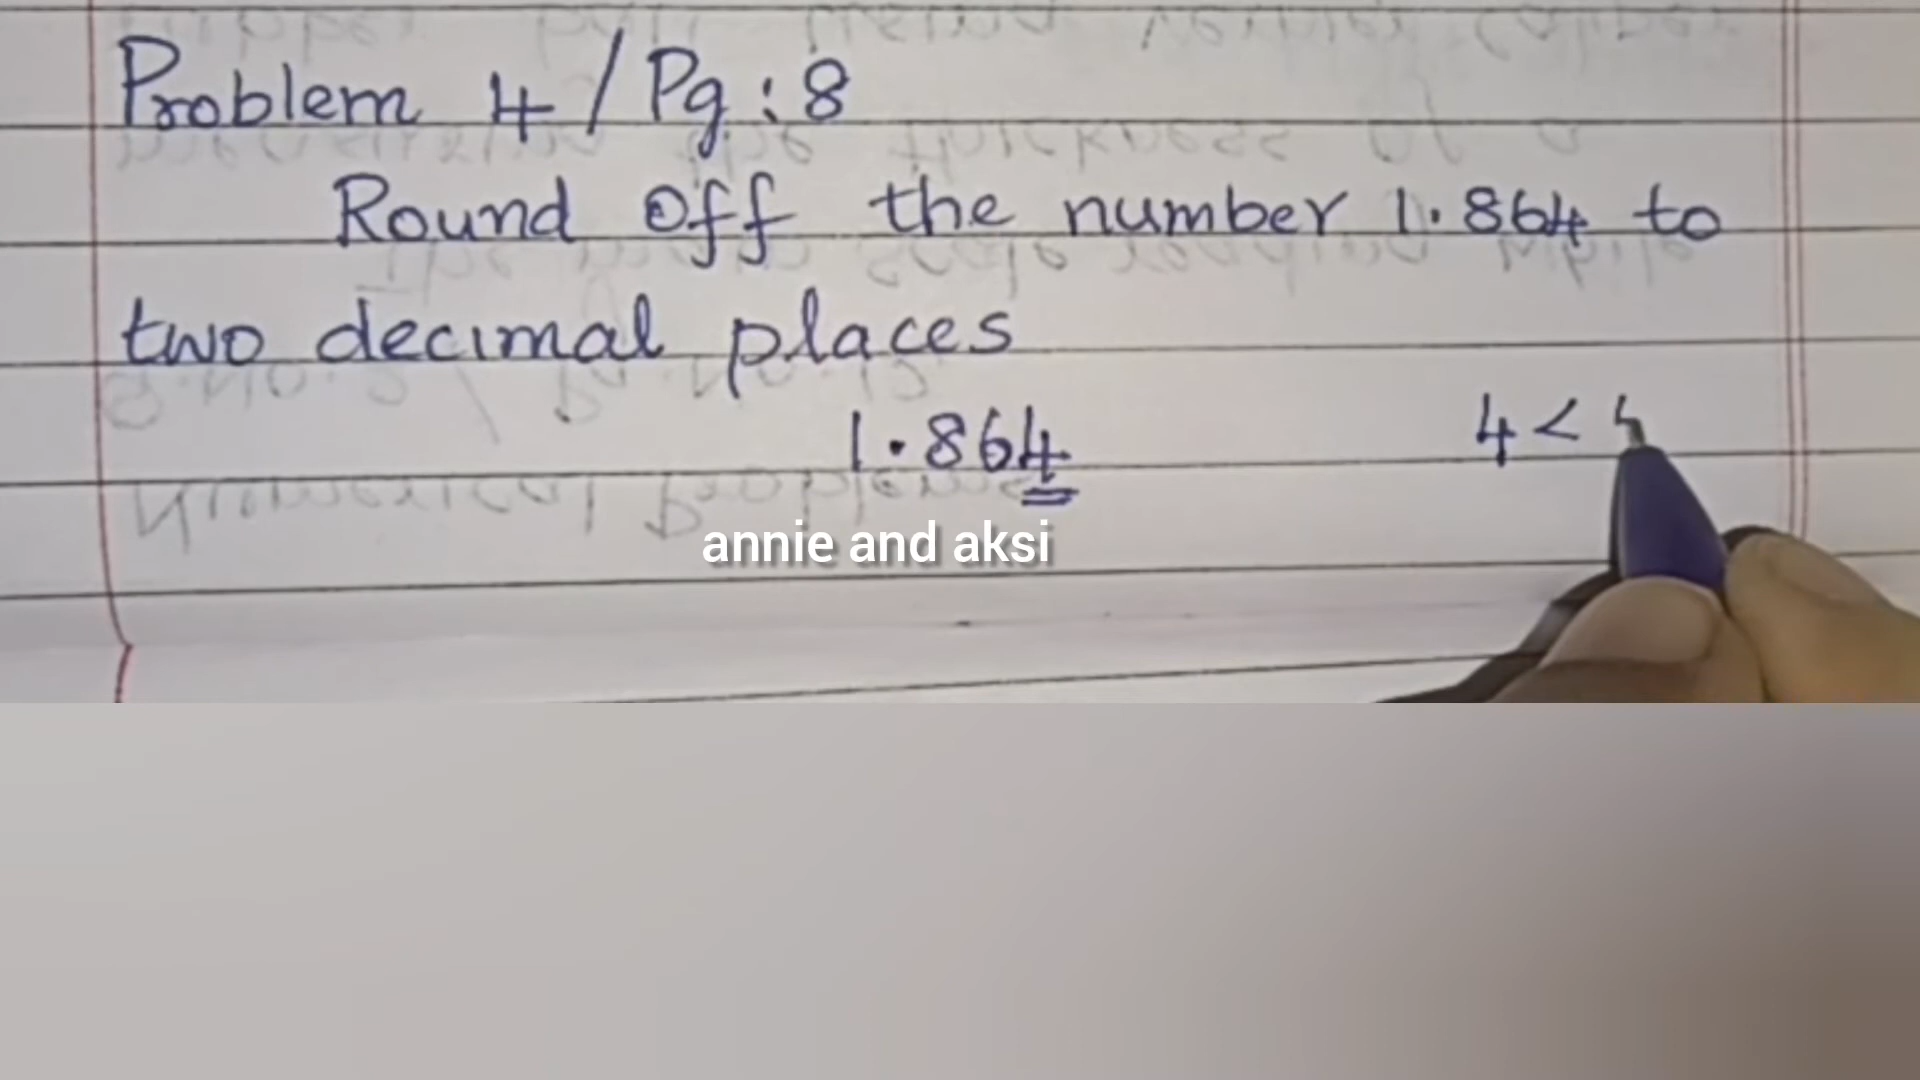 Problem 4 / Pg : 8
Round off the number 1.864 to
two decimal places
1.864 4 <
annie and aksi